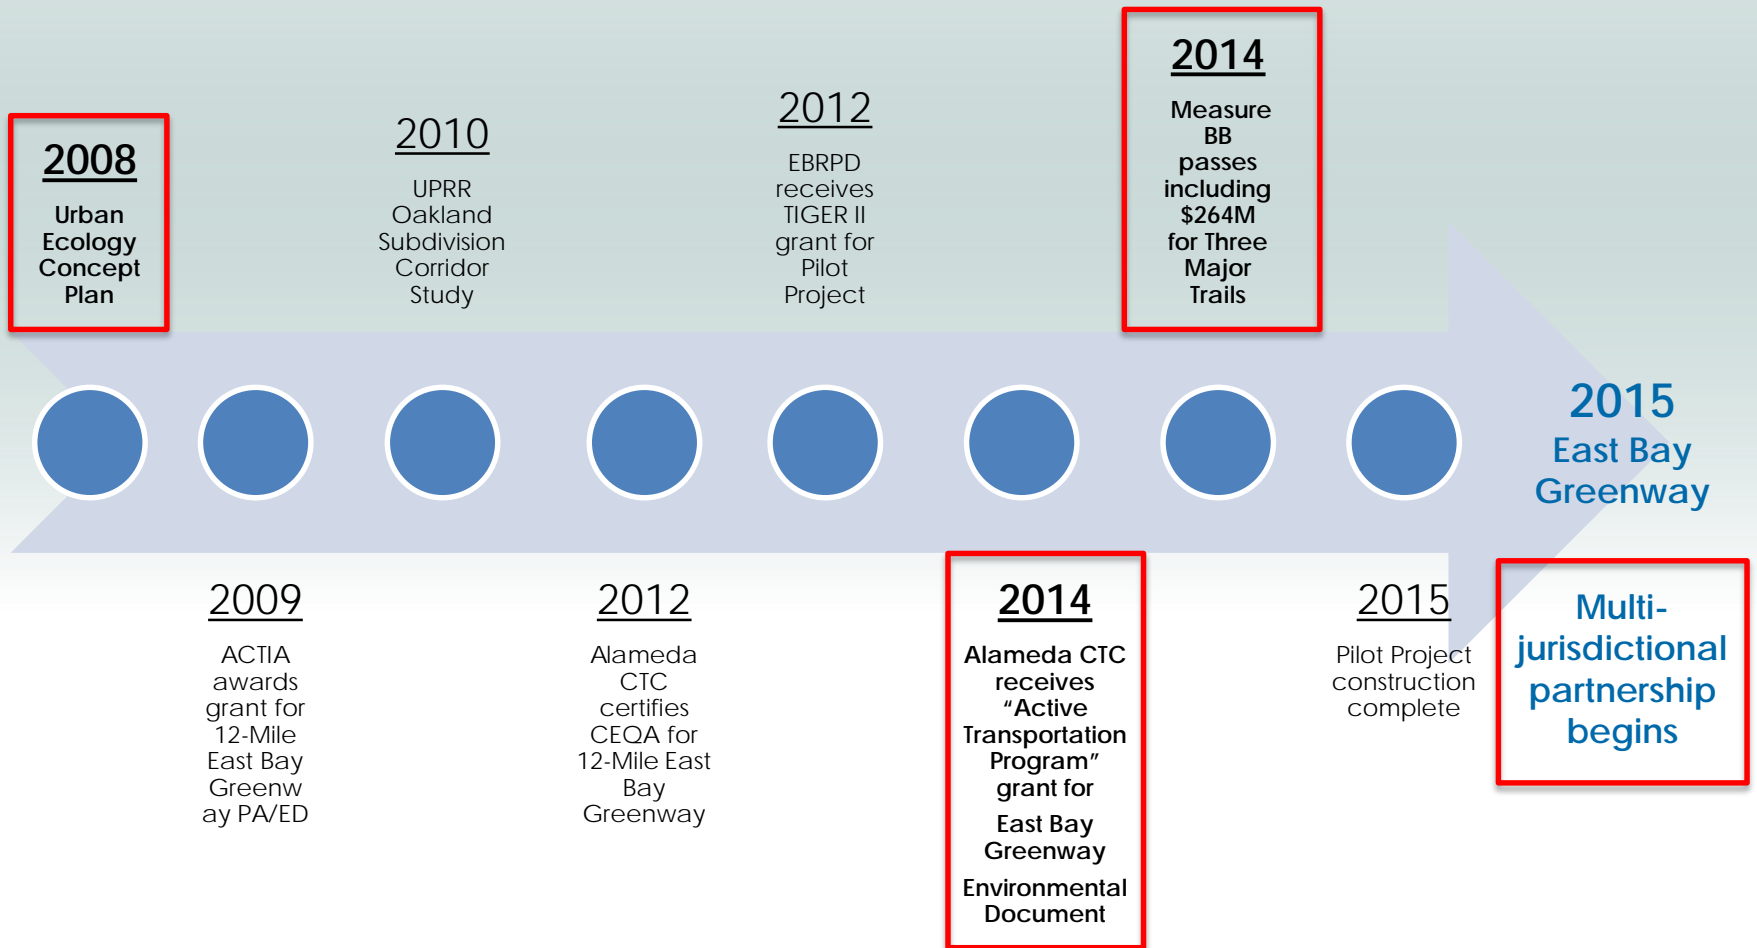 2008
Urban
Ecology
Concept
Plan
2009
ACTIA
awards
grant for
12-Mile
East Bay
Greenw
ay PA/ED
2010
UPRR
Oakland
Subdivision
Corridor
Study
2012
Alameda
CTC
certifies
CEQA for
12-Mile East
Bay
Greenway
2012
EBRPD
receives
TIGER II
grant for
Pilot
Project
2014
Alameda CTC
receives
“Active
Transportation
Program”
grant for
East Bay
Greenway
Environmental
Document
2014
Measure
BB
passes
including
$264M
for Three
Major
Trails
2015
Pilot Project
construction
complete
2015
East Bay
Greenway
Multi-
jurisdictional
partnership
begins